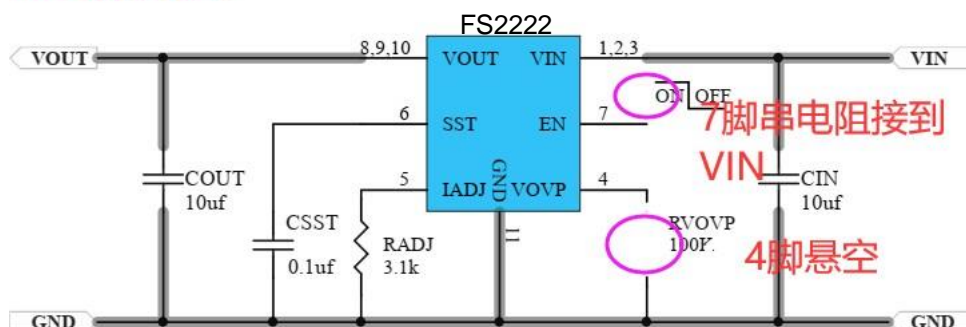 FS2222
VOUT
8,9,10
VOUT
VIN
1,2,3
VIN
ON OFF
6
SST
EN
7
7脚串电阻接到
VIN
GND
5
IADJ
VOVP
4
COUT
10uf
CIN
10uf
CSST
0.1uf
RADJ
3.1k
11
RVOVP
100K
4脚悬空
GND
GND